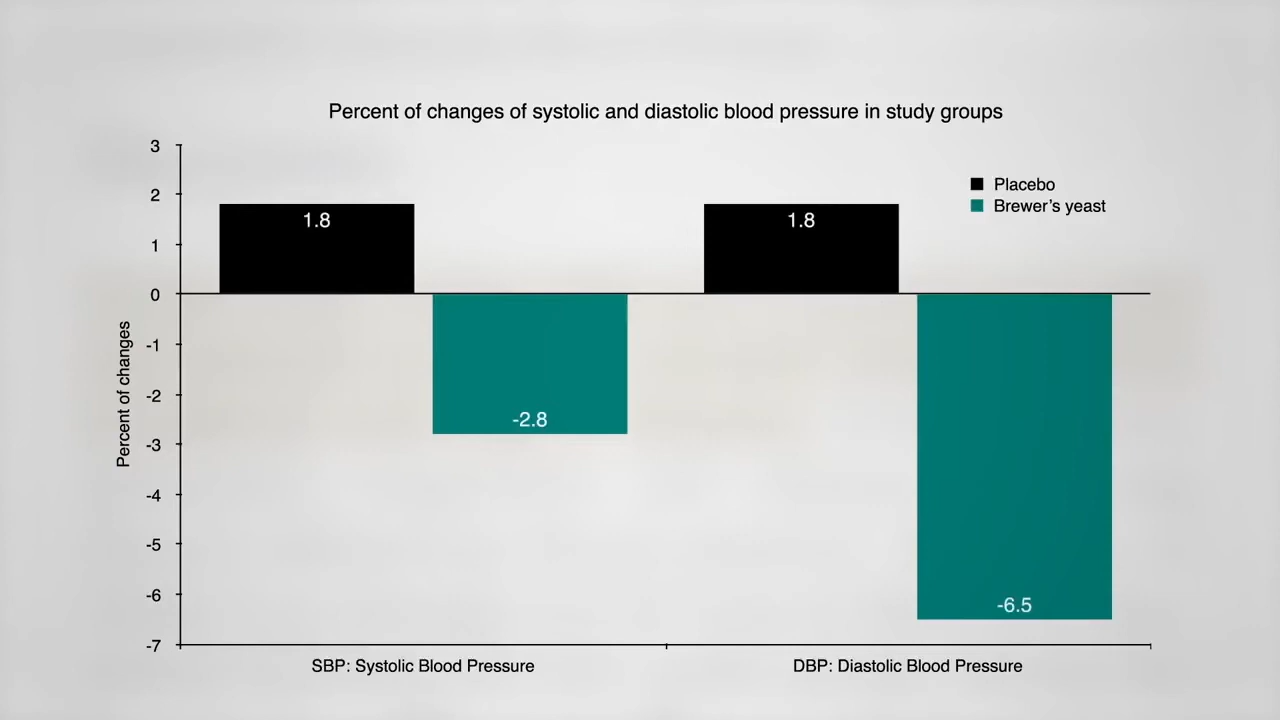 Percent of changes of systolic and diastolic blood pressure in study groups
3
2
1
0
-1
-2
-3
-4
-5
-6
-7
Percent of changes
Placebo
Brewer's yeast
1.8
-2.8
1.8
-6.5
SBP: Systolic Blood Pressure
DBP: Diastolic Blood Pressure